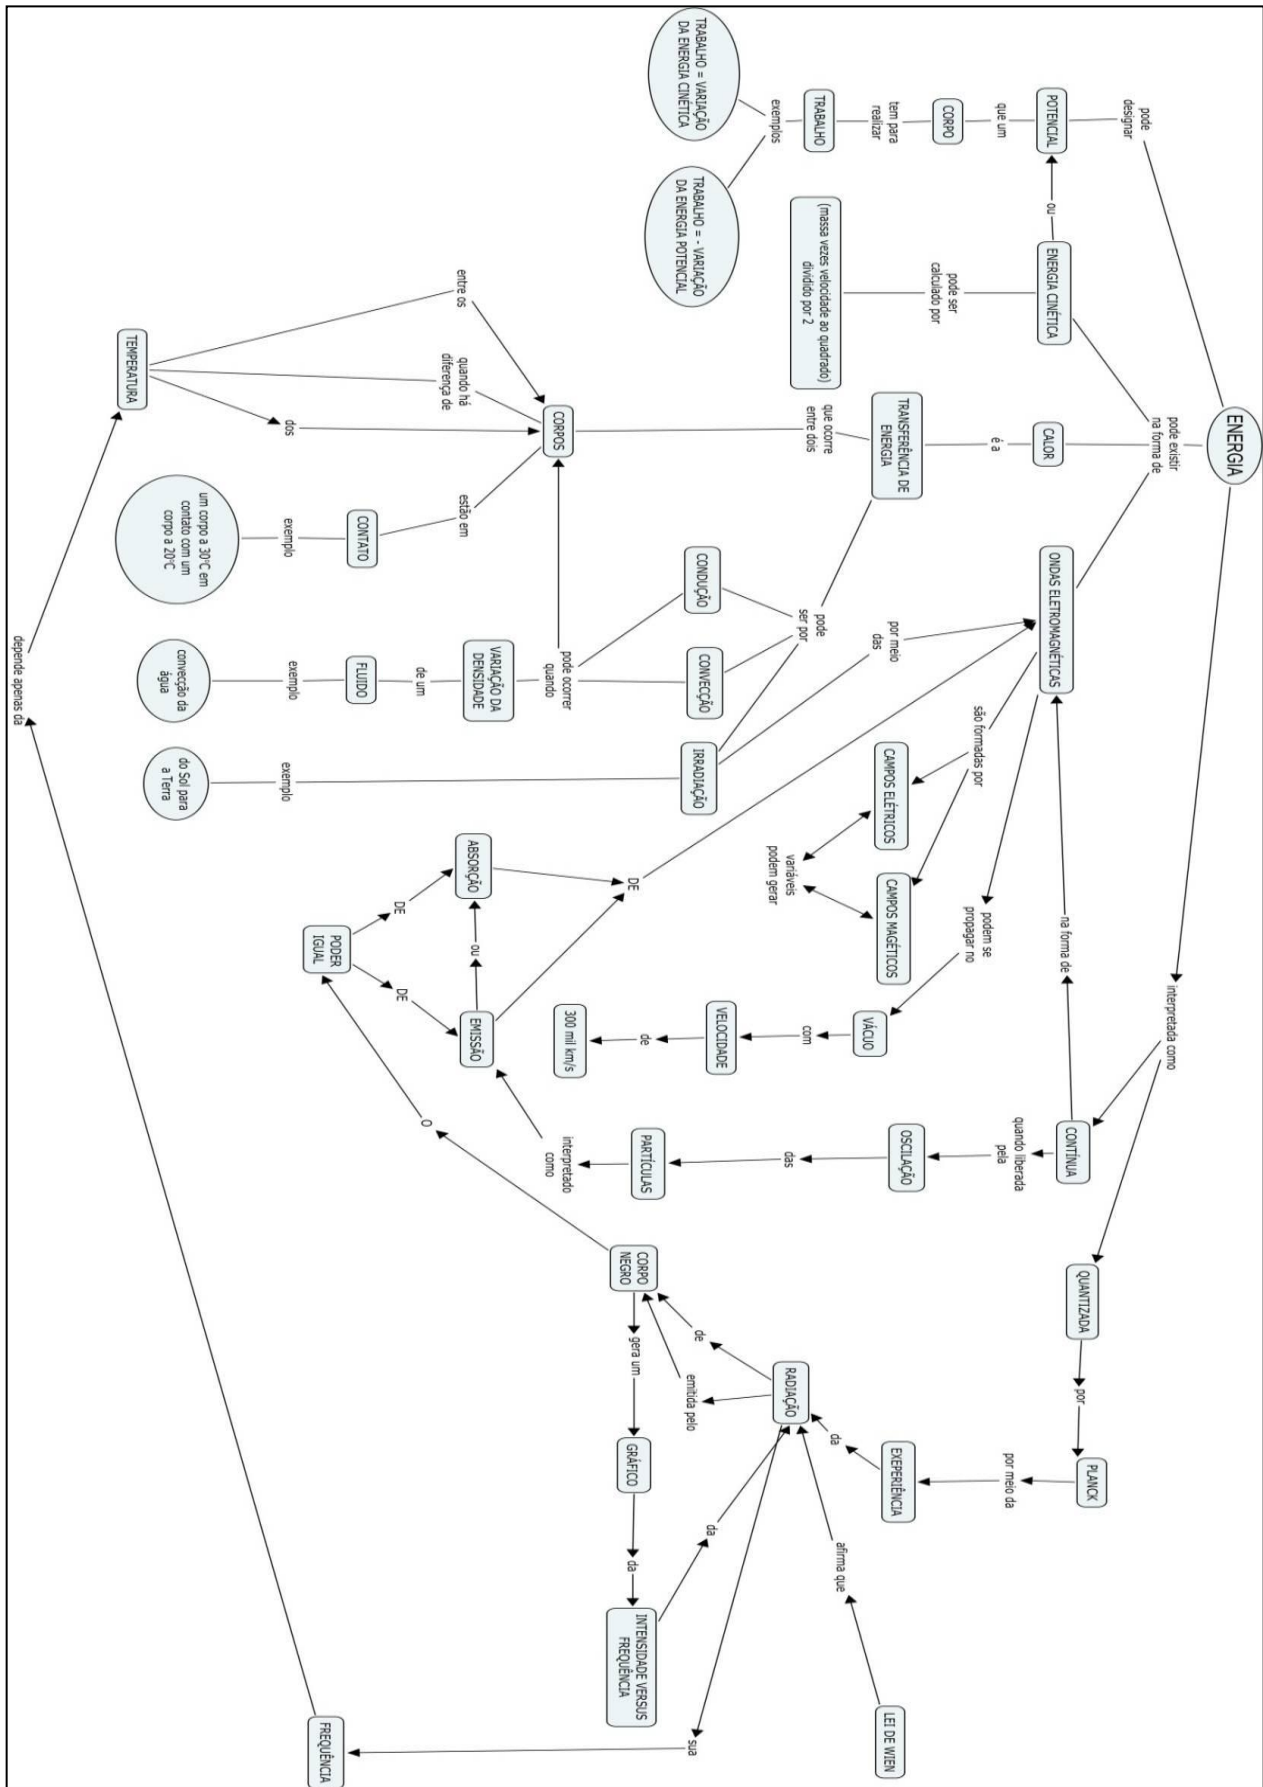 ENERGIA
pode
designar
pode existir
na forma de
interpretada como
POTENCIAL
ou
ENERGIA CINÉTICA
CALOR
ONDAS ELETROMAGNÉTICAS
na forma de
CONTÍNUA
QUANTIZADA
por
PLANCK
que um
pode ser
calculado por
é a
são formadas por
podem se
propagar no
quando liberada
pela
por meio da
CORPO
TRANSFERÊNCIA DE
ENERGIA
por meio
das
CAMPOS ELÉTRICOS
CAMPOS MAGÉTICOS
VÁCUO
OSCILAÇÃO
EXEPERIÊNCIA
LEI DE WIEN
tem para
realizar
(massa vezes velocidade ao quadrado)
dividido por 2
que ocorre
entre dois
pode
ser por
variáveis
podem gerar
com
das
da
afirma que
TRABALHO
exemplos
RADIAÇÃO
TRABALHO = VARIAÇÃO
DA ENERGIA CINÉTICA
TRABALHO = - VARIAÇÃO
DA ENERGIA POTENCIAL
CONDUÇÃO
CONVECÇÃO
IRRADIAÇÃO
VELOCIDADE
PARTÍCULAS
de
emitida pelo
da
sua
DE
de
CORPO
NEGRO
gera um
GRÁFICO
da
INTENSIDADE VERSUS
FREQUÊNCIA
CORPOS
pode ocorrer
quando
300 mil km/s
interpretado
como
entre os
quando há
diferença de
estão em
VARIAÇÃO DA
DENSIDADE
ABSORÇÃO
ou
EMISSÃO
O
dos
de um
DE
DE
CONTATO
FLUIDO
PODER
IGUAL
FREQUÊNCIA
exemplo
exemplo
exemplo
TEMPERATURA
um corpo a 30ºC em
contato com um
corpo a 20ºC
convecção da
água
do Sol para
a Terra
depende apenas da